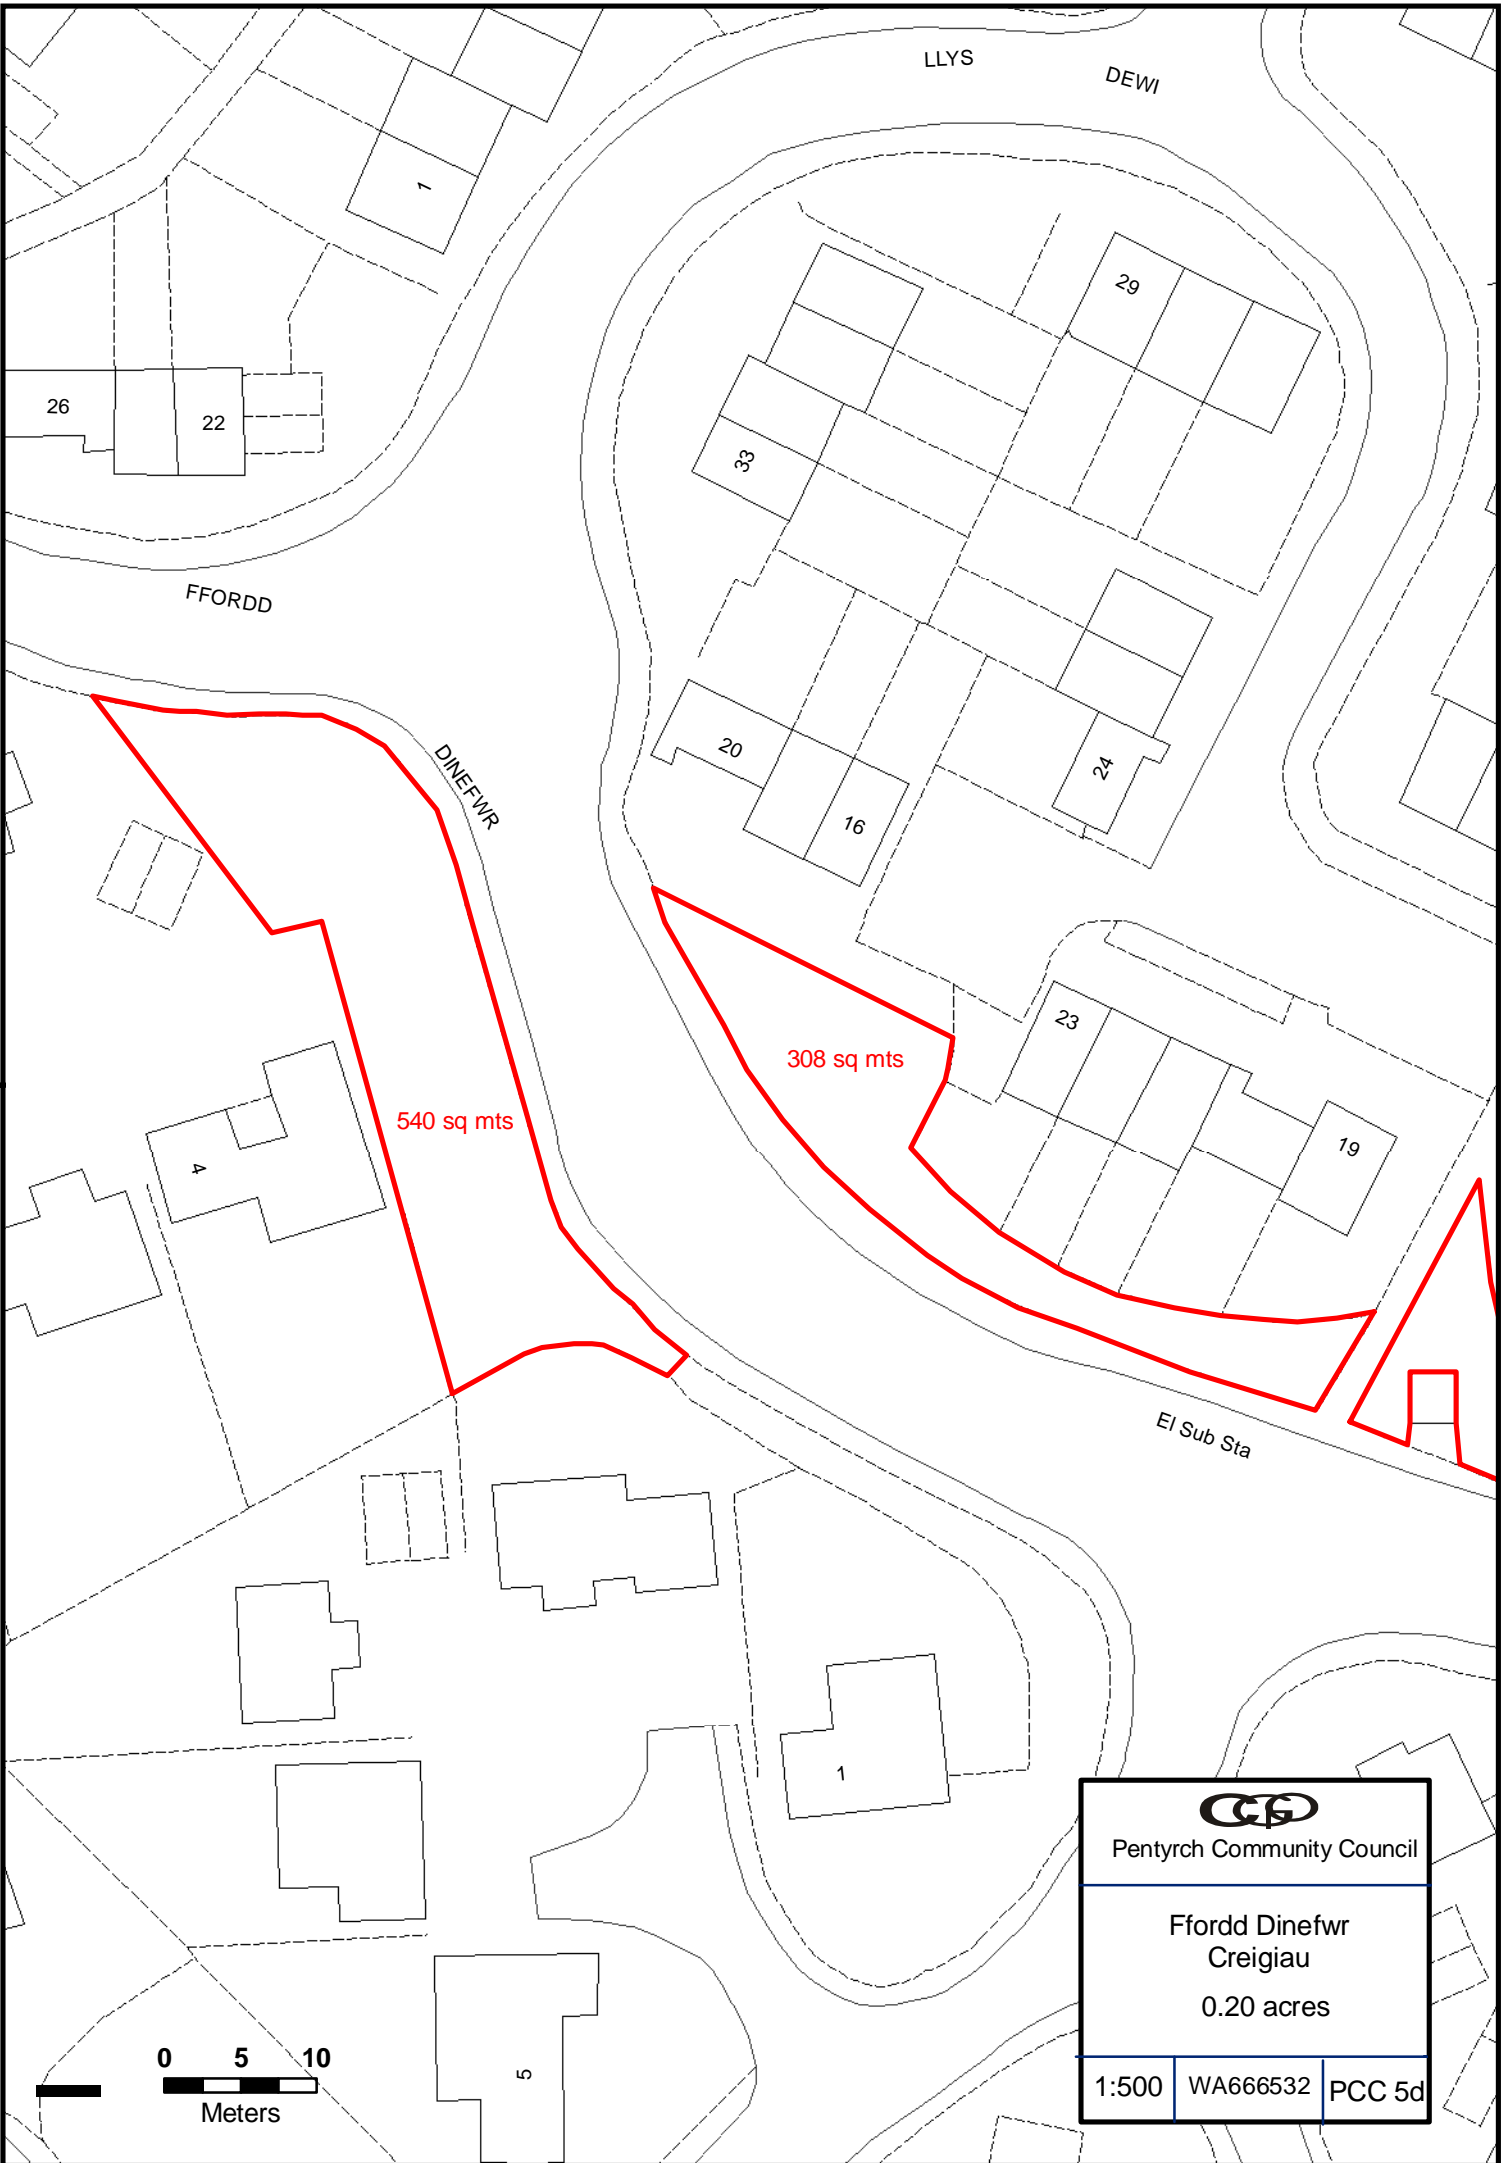 LLYS
DEWI
1
29
26
22
33
FFORDD
20
DINEFWR
24
16
23
308 sq mts
540 sq mts
19
4
El Sub Sta
1
CCPG
Pentyrch Community Council
Ffordd Dinefwr
Creigiau
0.20 acres
0 5 10
Meters
5
1:500 WA666532 PCC 5d